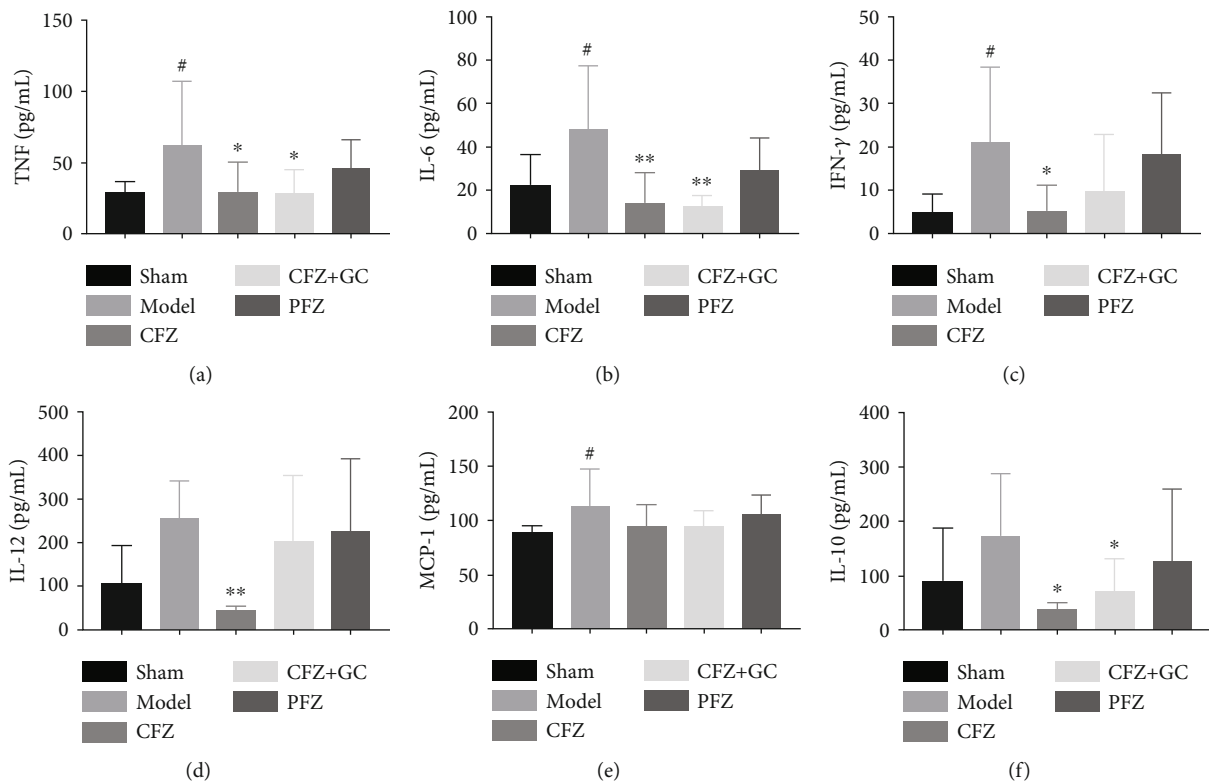 150
100
50
0
TNF (pg/mL)
#
*
*
Sham
Model
CFZ
CFZ+GC
PFZ
(a)
100
80
60
40
20
0
IL-6 (pg/mL)
#
**
**
Sham
Model
CFZ
CFZ+GC
PFZ
(b)
50
40
30
20
10
0
IFN-γ (pg/mL)
#
*
Sham
Model
CFZ
CFZ+GC
PFZ
(c)
500
400
300
200
100
0
IL-12 (pg/mL)
**
Sham
Model
CFZ
CFZ+GC
PFZ
(d)
200
150
100
50
0
MCP-1 (pg/mL)
#
Sham
Model
CFZ
CFZ+GC
PFZ
(e)
400
300
200
100
0
IL-10 (pg/mL)
*
*
Sham
Model
CFZ
CFZ+GC
PFZ
(f)